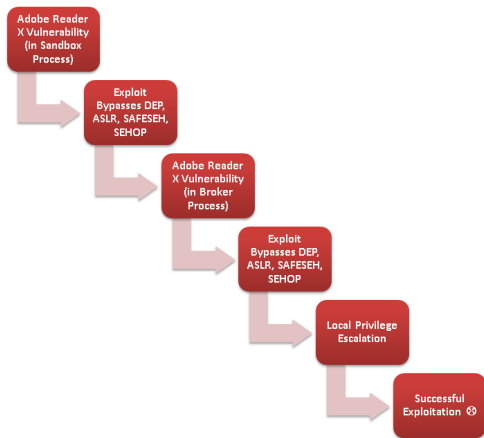 Adobe Reader
X Vulnerability
(in Sandbox
Process)
Exploit
Bypasses DEP,
ASLR, SAFESEH,
SEHOP
Adobe Reader
X Vulnerability
(in Broker
Process)
Exploit
Bypasses DEP,
ASLR, SAFESEH,
SEHOP
Local Privilege
Escalation
Successful
Exploitation ☹